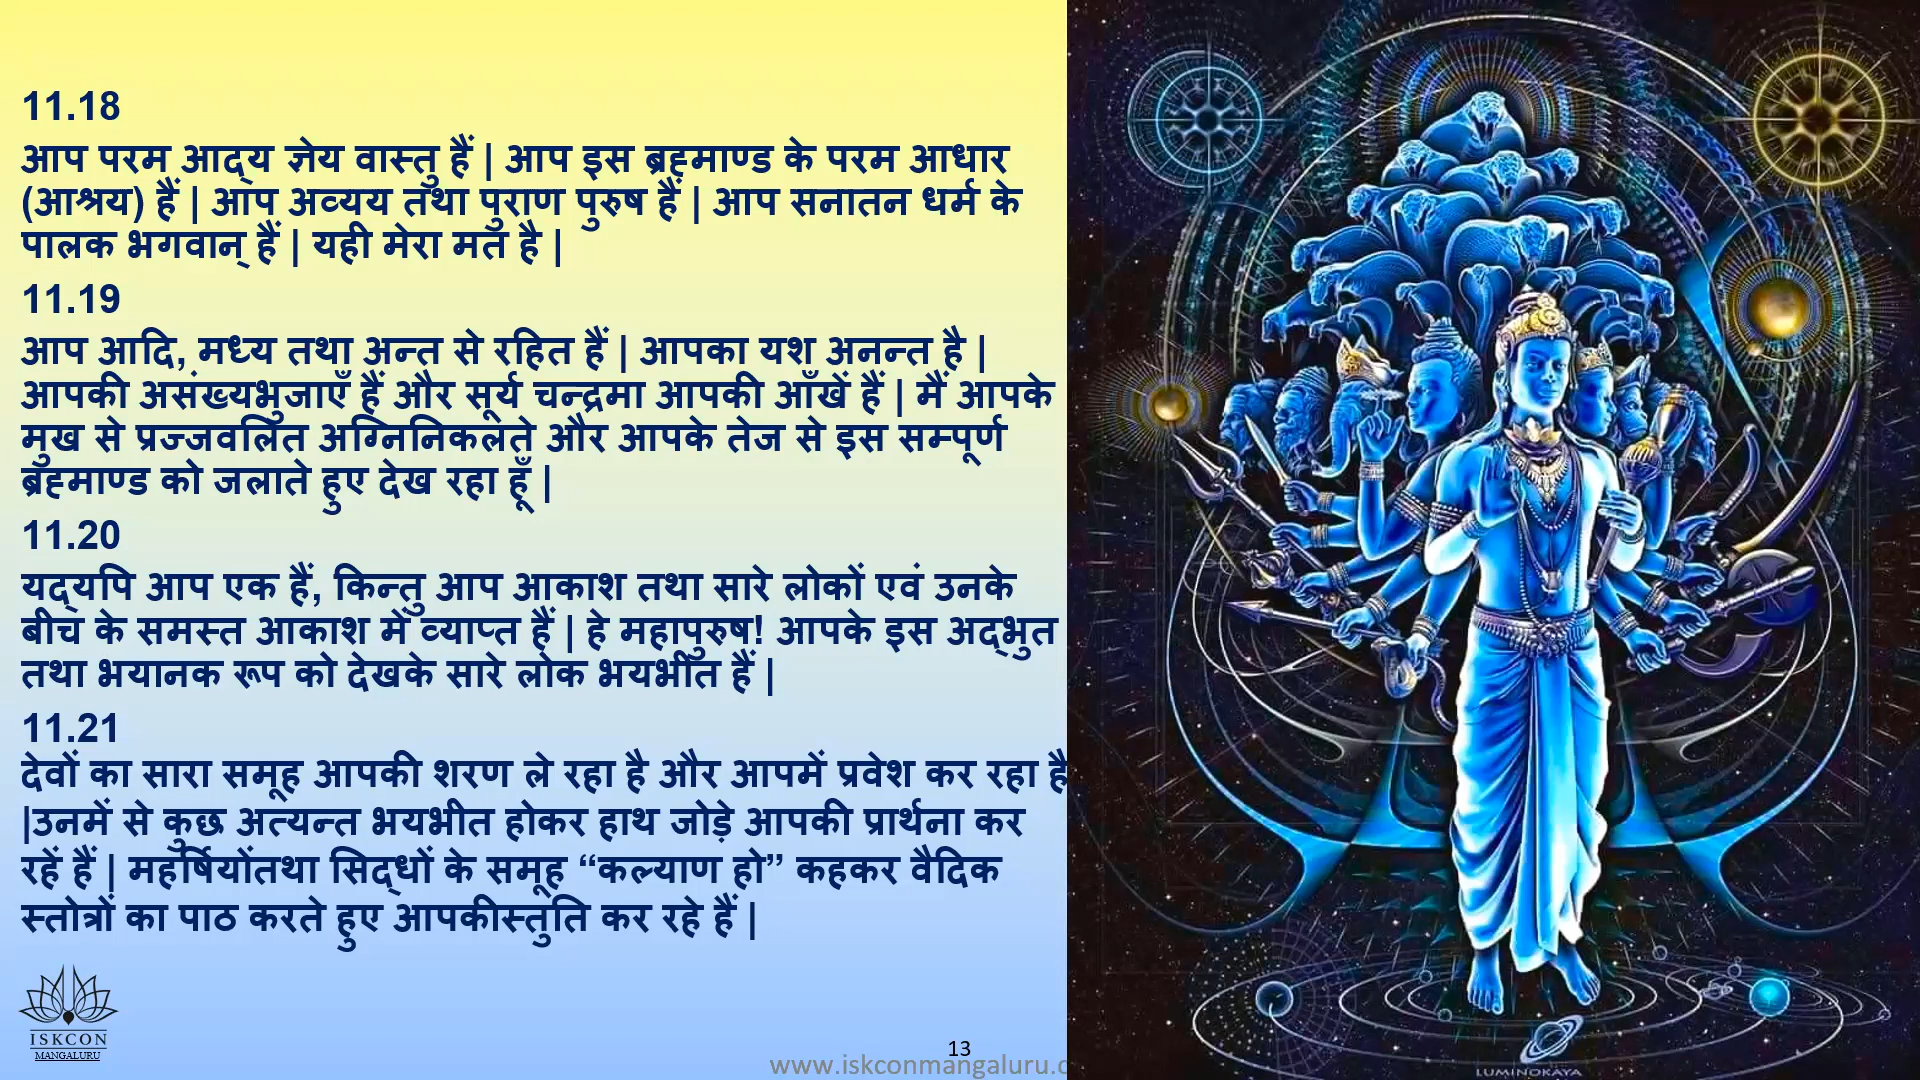 11.18
आप परम आद्य ज्ञेय वास्तु हैं | आप इस ब्रह्माण्ड के परम आधार
(आश्रय) हैं | आप अव्यय तथा पुराण पुरुष हैं | आप सनातन धर्म के
पालक भगवान् हैं | यही मेरा मत है |
11.19
आप आदि, मध्य तथा अन्त से रहित हैं | आपका यश अनन्त है |
आपकी असंख्यभुजाएँ हैं और सूर्य चन्द्रमा आपकी आँखें हैं | मैं आपके
मुख से प्रज्जवलित अग्निनिकलते और आपके तेज से इस सम्पूर्ण
ब्रह्माण्ड को जलाते हुए देख रहा हूँ |
11.20
यद्यपि आप एक हैं, किन्तु आप आकाश तथा सारे लोकों एवं उनके
बीच के समस्त आकाश में व्याप्त हैं | हे महापुरुष! आपके इस अद्भुत
तथा भयानक रूप को देखके सारे लोक भयभीत हैं |
11.21
देवों का सारा समूह आपकी शरण ले रहा है और आपमें प्रवेश कर रहा है
|उनमें से कुछ अत्यन्त भयभीत होकर हाथ जोड़े आपकी प्रार्थना कर
रहें हैं | महर्षियोंतथा सिद्धों के समूह “कल्याण हो” कहकर वैदिक
स्तोत्रों का पाठ करते हुए आपकीस्तुति कर रहे हैं |
ISKCON
MANGALURU
13
www.iskconmangaluru.c
LUMINOKAYA